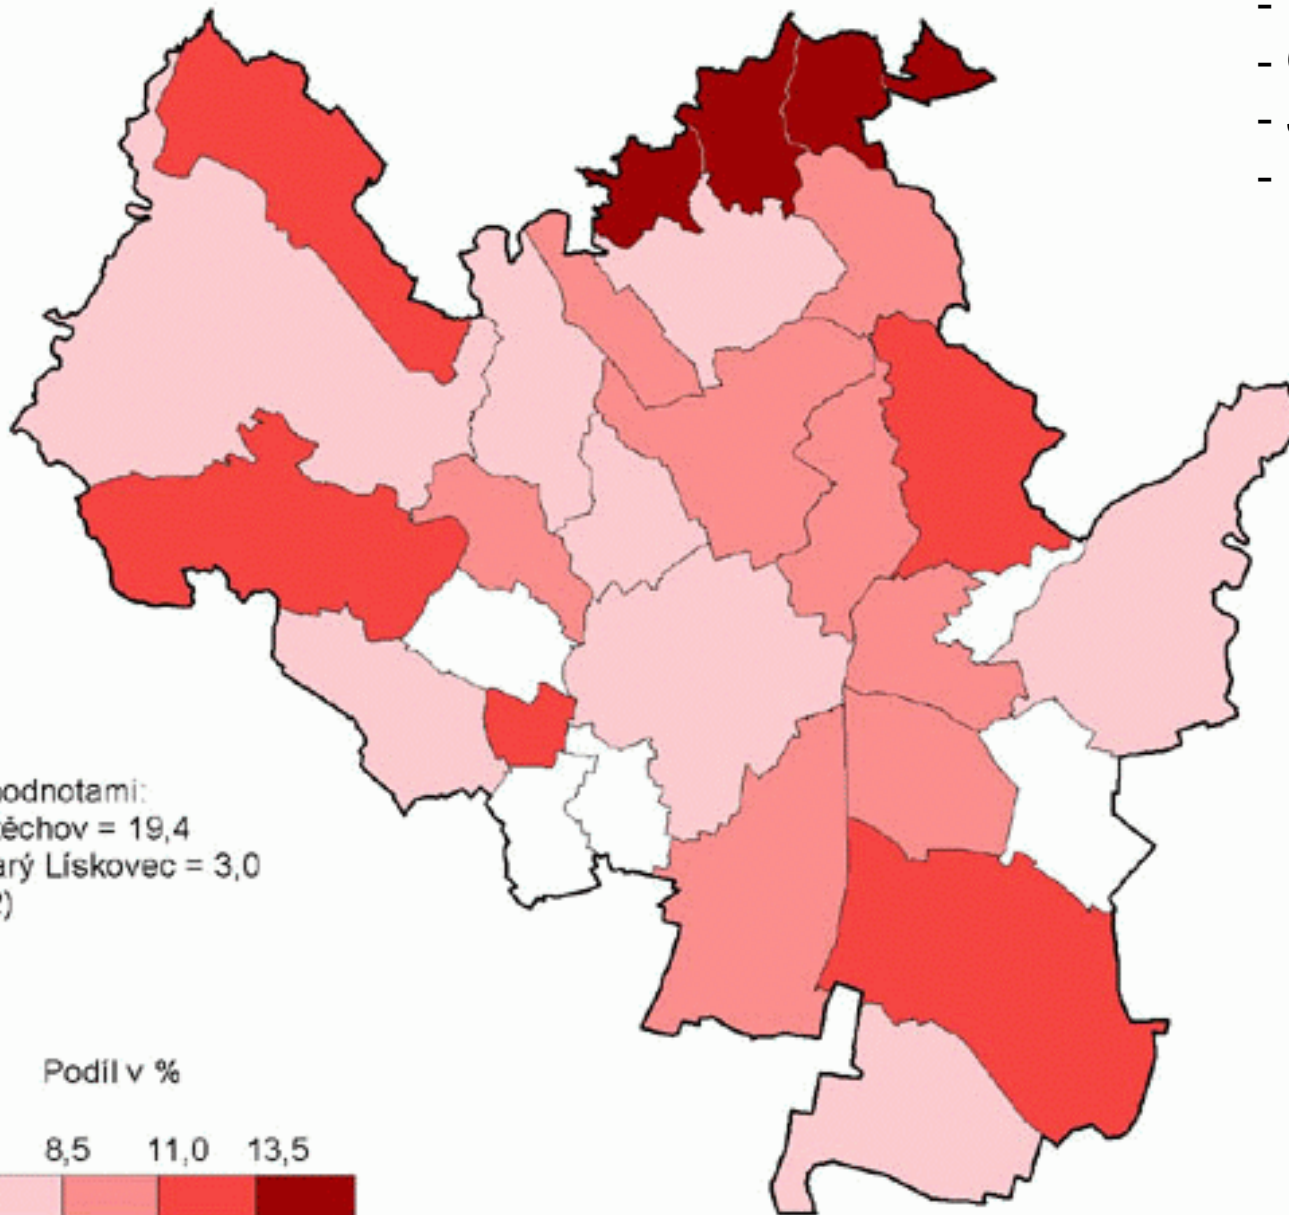 -
-
-
-
odnotami:
ěchov = 19,4
arý Lískovec = 3,0
)
Podíl v %
8,5 11,0 13,5